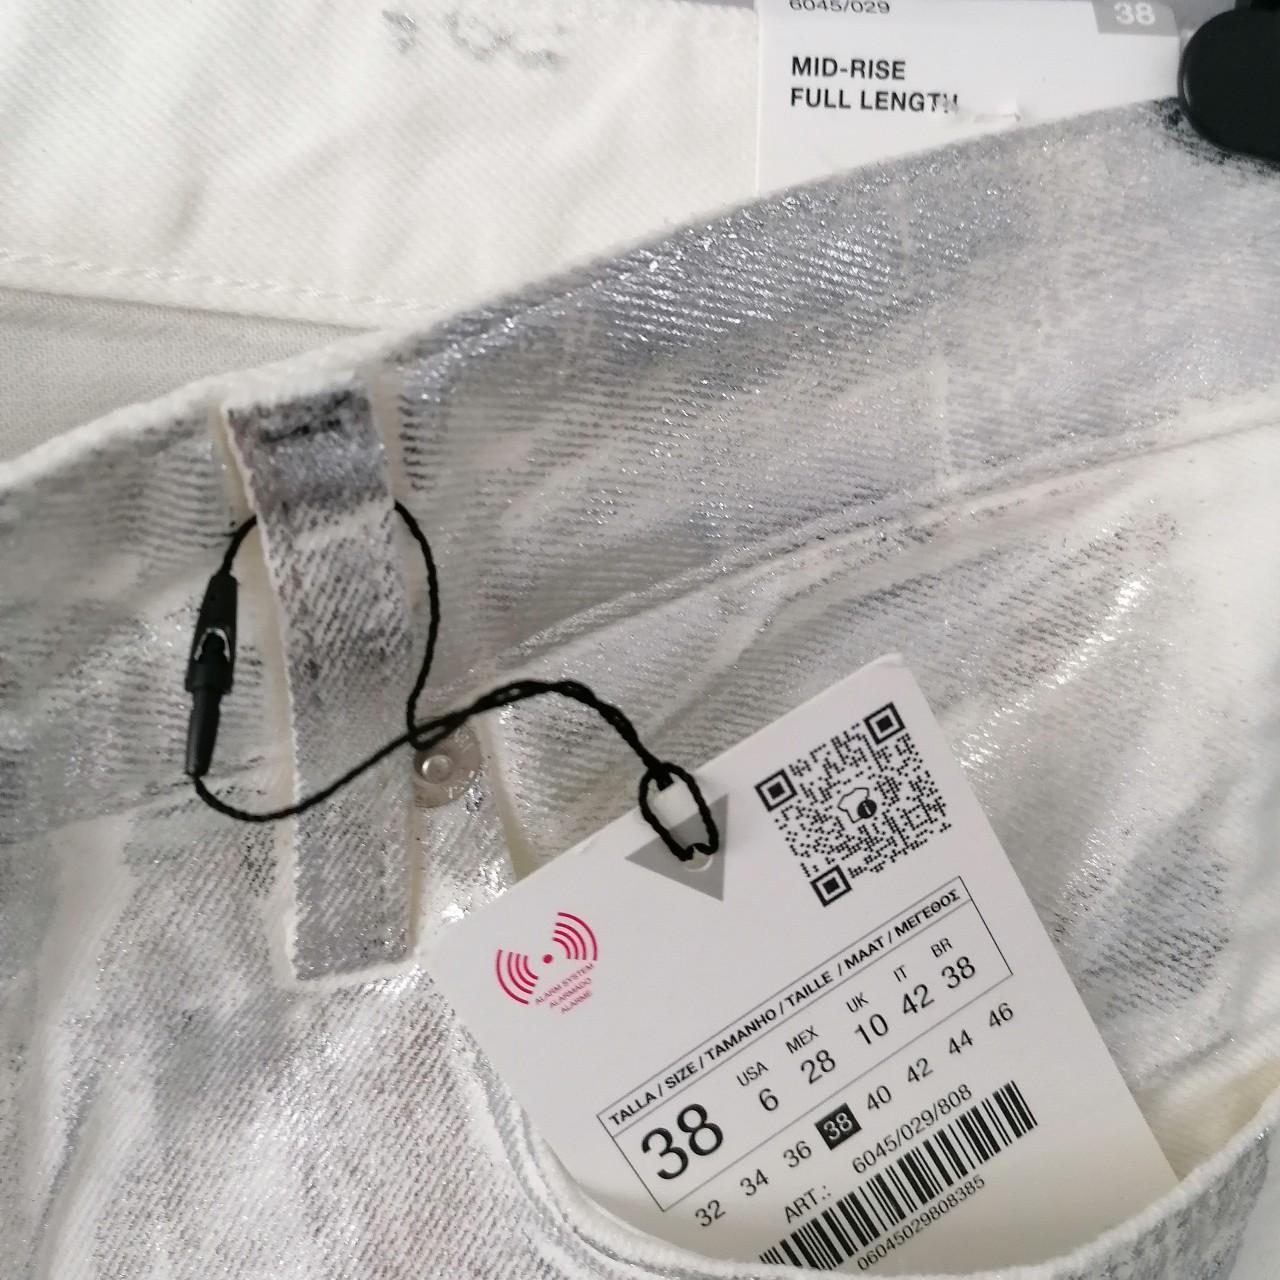 6045/029
38
MID-RISE
FULL LENGTH
ALARM SYSTEM
ALARMADO
ALARME
TALLA / SIZE / TAMANHO / TAILLE / MAAT / ΜΕΓΕΘΟΣ
USA MEX UK IT BR
38 6 28 10 42 38
32 34 36 38 40 42 44 46
ART.: 6045/029/808
06045029808385